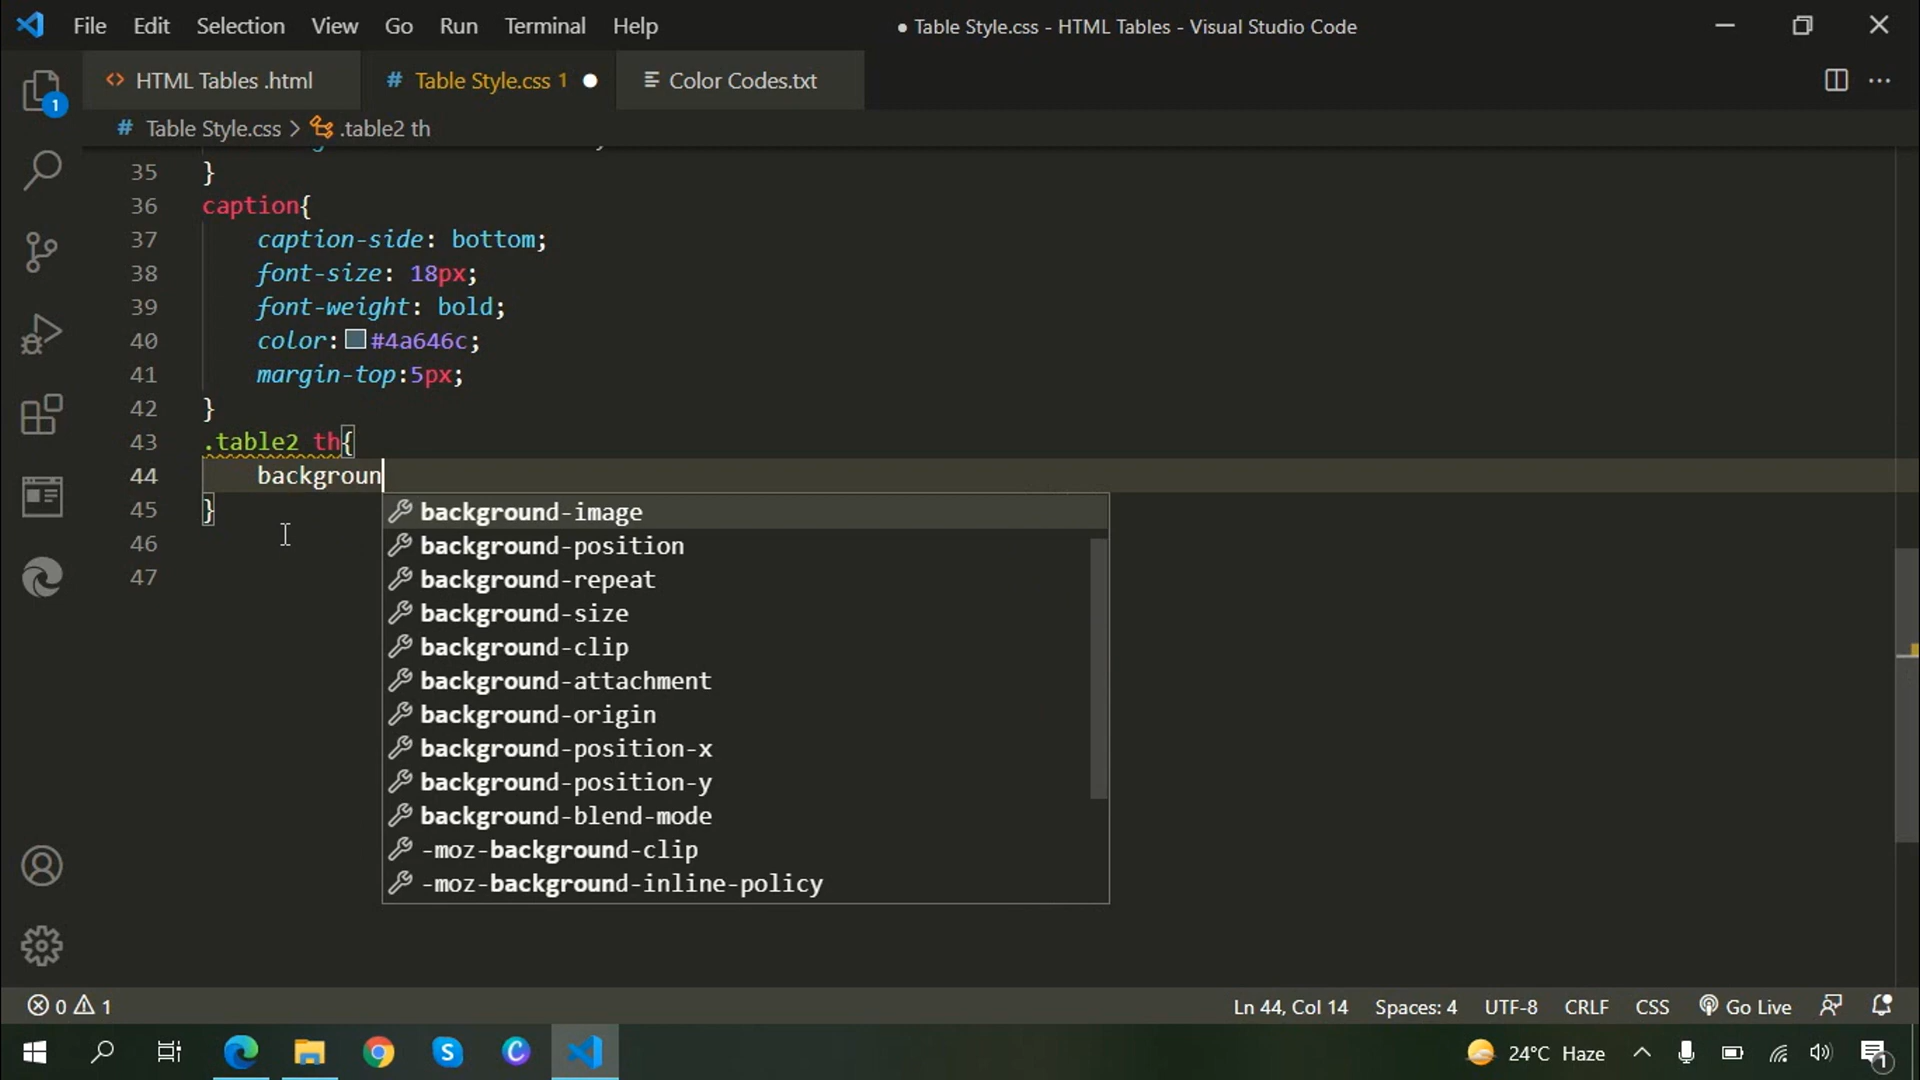 File Edit Selection View Go Run Terminal Help
● Table Style.css - HTML Tables - Visual Studio Code
<> HTML Tables .html
# Table Style.css 1 ●
Color Codes.txt
1
# Table Style.css > .table2 th
35 }
36 caption{
37 caption-side: bottom;
38 font-size: 18px;
39 font-weight: bold;
40 color: #4a646c;
41 margin-top:5px;
42 }
43 .table2 th{
44 backgroun
45 }
46
47
background-image
background-position
background-repeat
background-size
background-clip
background-attachment
background-origin
background-position-x
background-position-y
background-blend-mode
-moz-background-clip
-moz-background-inline-policy
0 1
Ln 44, Col 14 Spaces: 4 UTF-8 CRLF CSS Go Live
24°C Haze
1